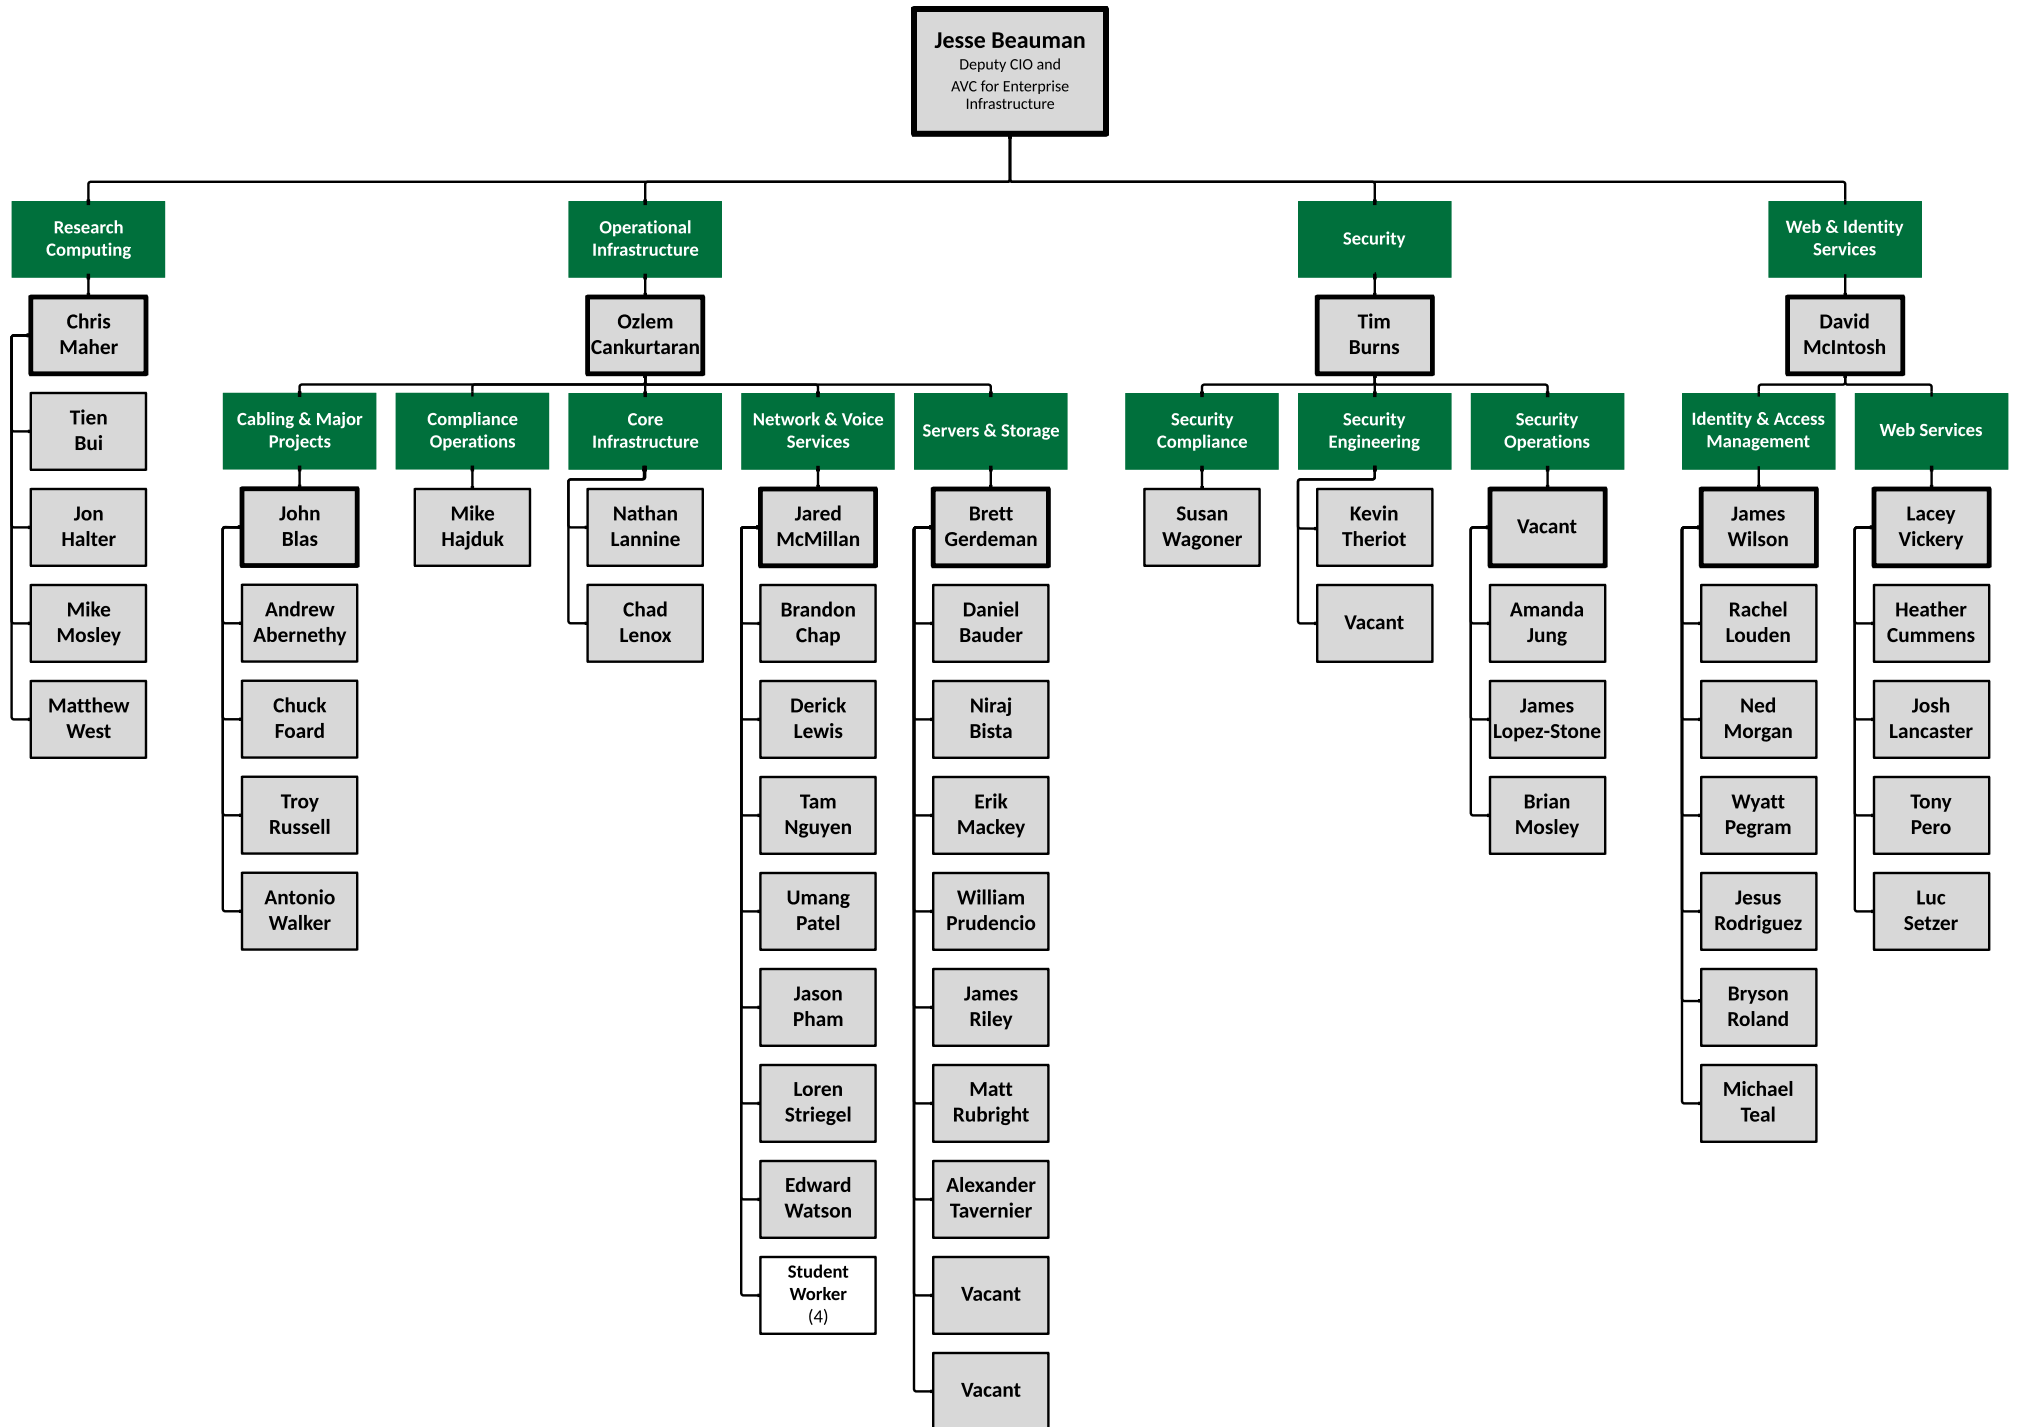 Jesse Beauman
Deputy CIO and
AVC for Enterprise
Infrastructure
Research
Computing
Chris
Maher
Tien
Bui
Jon
Halter
Mike
Mosley
Matthew
West
Operational
Infrastructure
Ozlem
Cankurtaran
Cabling & Major
Projects
John
Blas
Andrew
Abernethy
Chuck
Foard
Troy
Russell
Antonio
Walker
Compliance
Operations
Mike
Hajduk
Core
Infrastructure
Nathan
Lannine
Chad
Lenox
Network & Voice
Services
Jared
McMillan
Brandon
Chap
Derick
Lewis
Tam
Nguyen
Umang
Patel
Jason
Pham
Loren
Striegel
Edward
Watson
Student
Worker
(4)
Servers & Storage
Brett
Gerdeman
Daniel
Bauder
Niraj
Bista
Erik
Mackey
William
Prudencio
James
Riley
Matt
Rubright
Alexander
Tavernier
Vacant
Vacant
Security
Tim
Burns
Security
Compliance
Susan
Wagoner
Security
Engineering
Kevin
Theriot
Vacant
Security
Operations
Vacant
Amanda
Jung
James
Lopez-Stone
Brian
Mosley
Web & Identity
Services
David
McIntosh
Identity & Access
Management
James
Wilson
Rachel
Louden
Ned
Morgan
Wyatt
Pegram
Jesus
Rodriguez
Bryson
Roland
Michael
Teal
Web Services
Lacey
Vickery
Heather
Cummens
Josh
Lancaster
Tony
Pero
Luc
Setzer